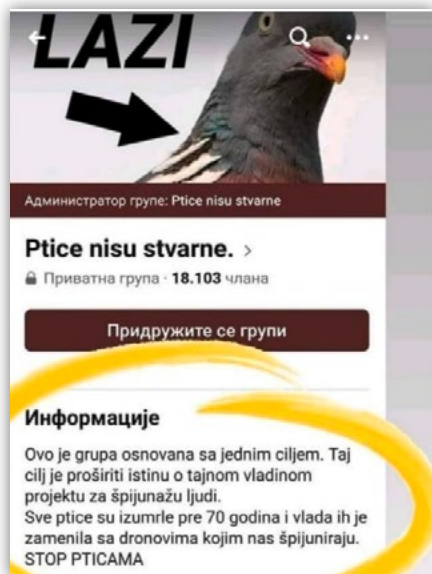 LAZI
Администратор групе: Ptice nisu stvarne
Ptice nisu stvarne. >
Приватна група · 18.103 члана
Придружите се групи
Информације
Ovo je grupa osnovana sa jednim ciljem. Taj
cilj je proširiti istinu o tajnom vladinom
projektu za špijunažu ljudi.
Sve ptice su izumrle pre 70 godina i vlada ih je
zamenila sa dronovima kojim nas špijuniraju.
STOP PTICAMA